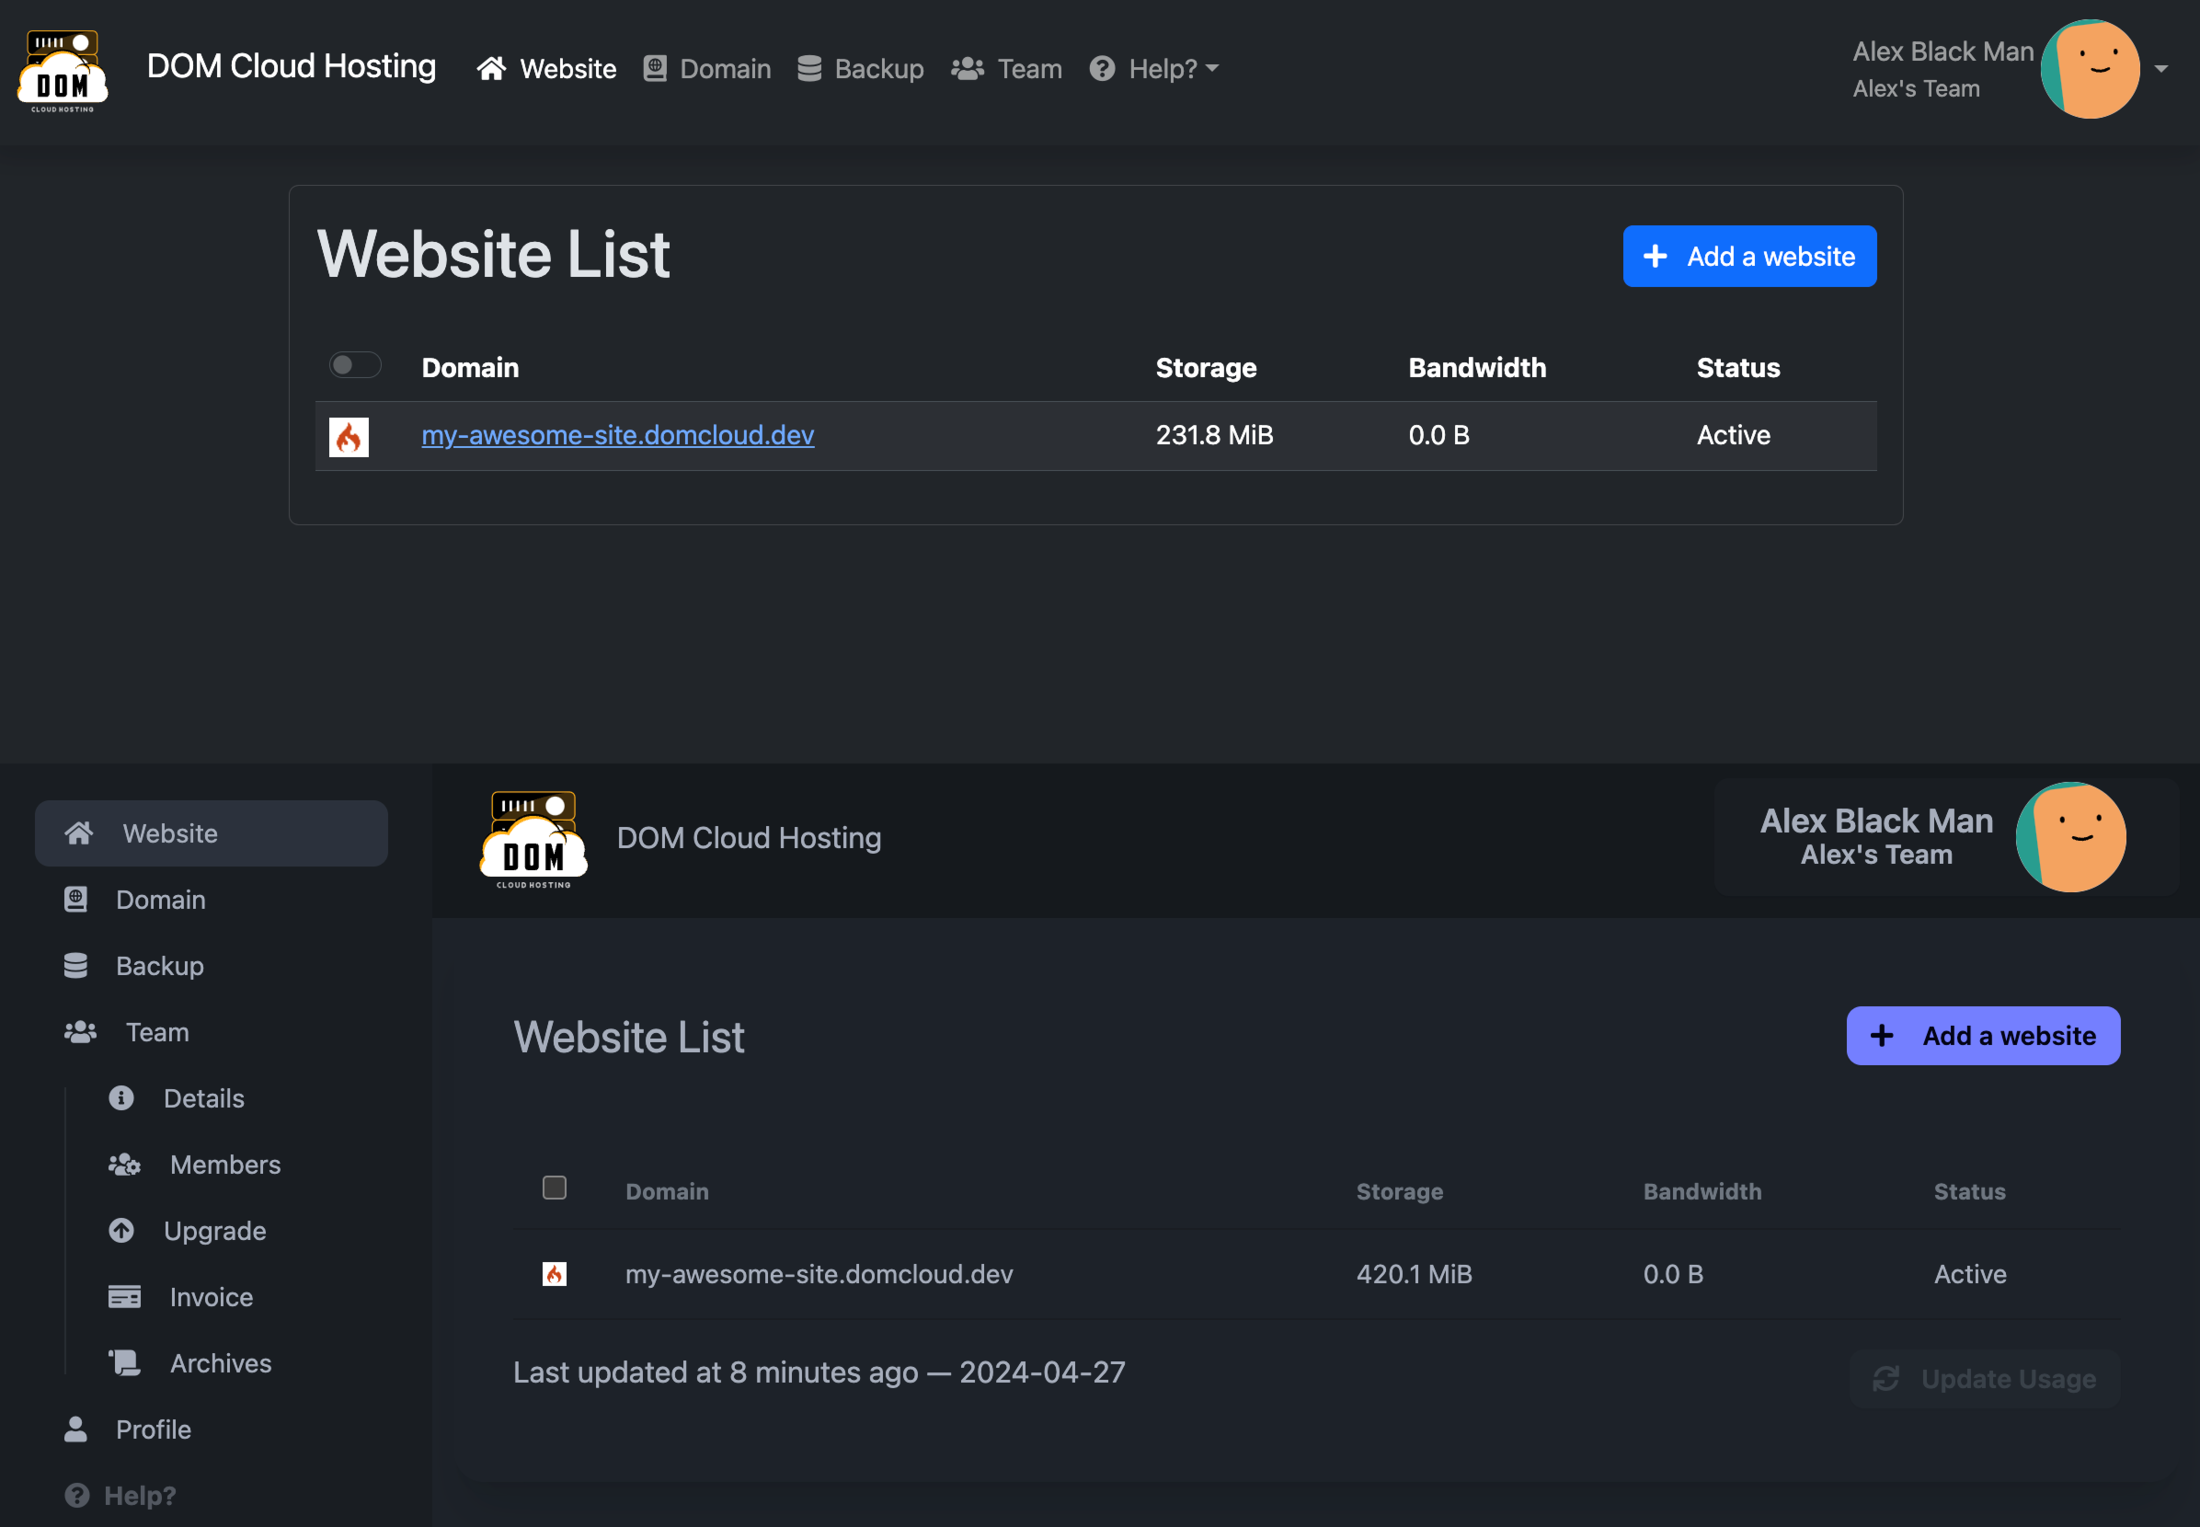 DOM
CLOUD HOSTING
DOM Cloud Hosting
Website
Domain
Backup
Team
Help?
Alex Black Man
Alex's Team
Website List
Add a website
Domain Storage Bandwidth Status
my-awesome-site.domcloud.dev 231.8 MiB 0.0 B Active
Website
Domain
Backup
Team
Details
Members
Upgrade
Invoice
Archives
Profile
Help?
DOM
CLOUD HOSTING
DOM Cloud Hosting
Alex Black Man
Alex's Team
Website List
Add a website
Domain Storage Bandwidth Status
my-awesome-site.domcloud.dev 420.1 MiB 0.0 B Active
Last updated at 8 minutes ago — 2024-04-27
Update Usage